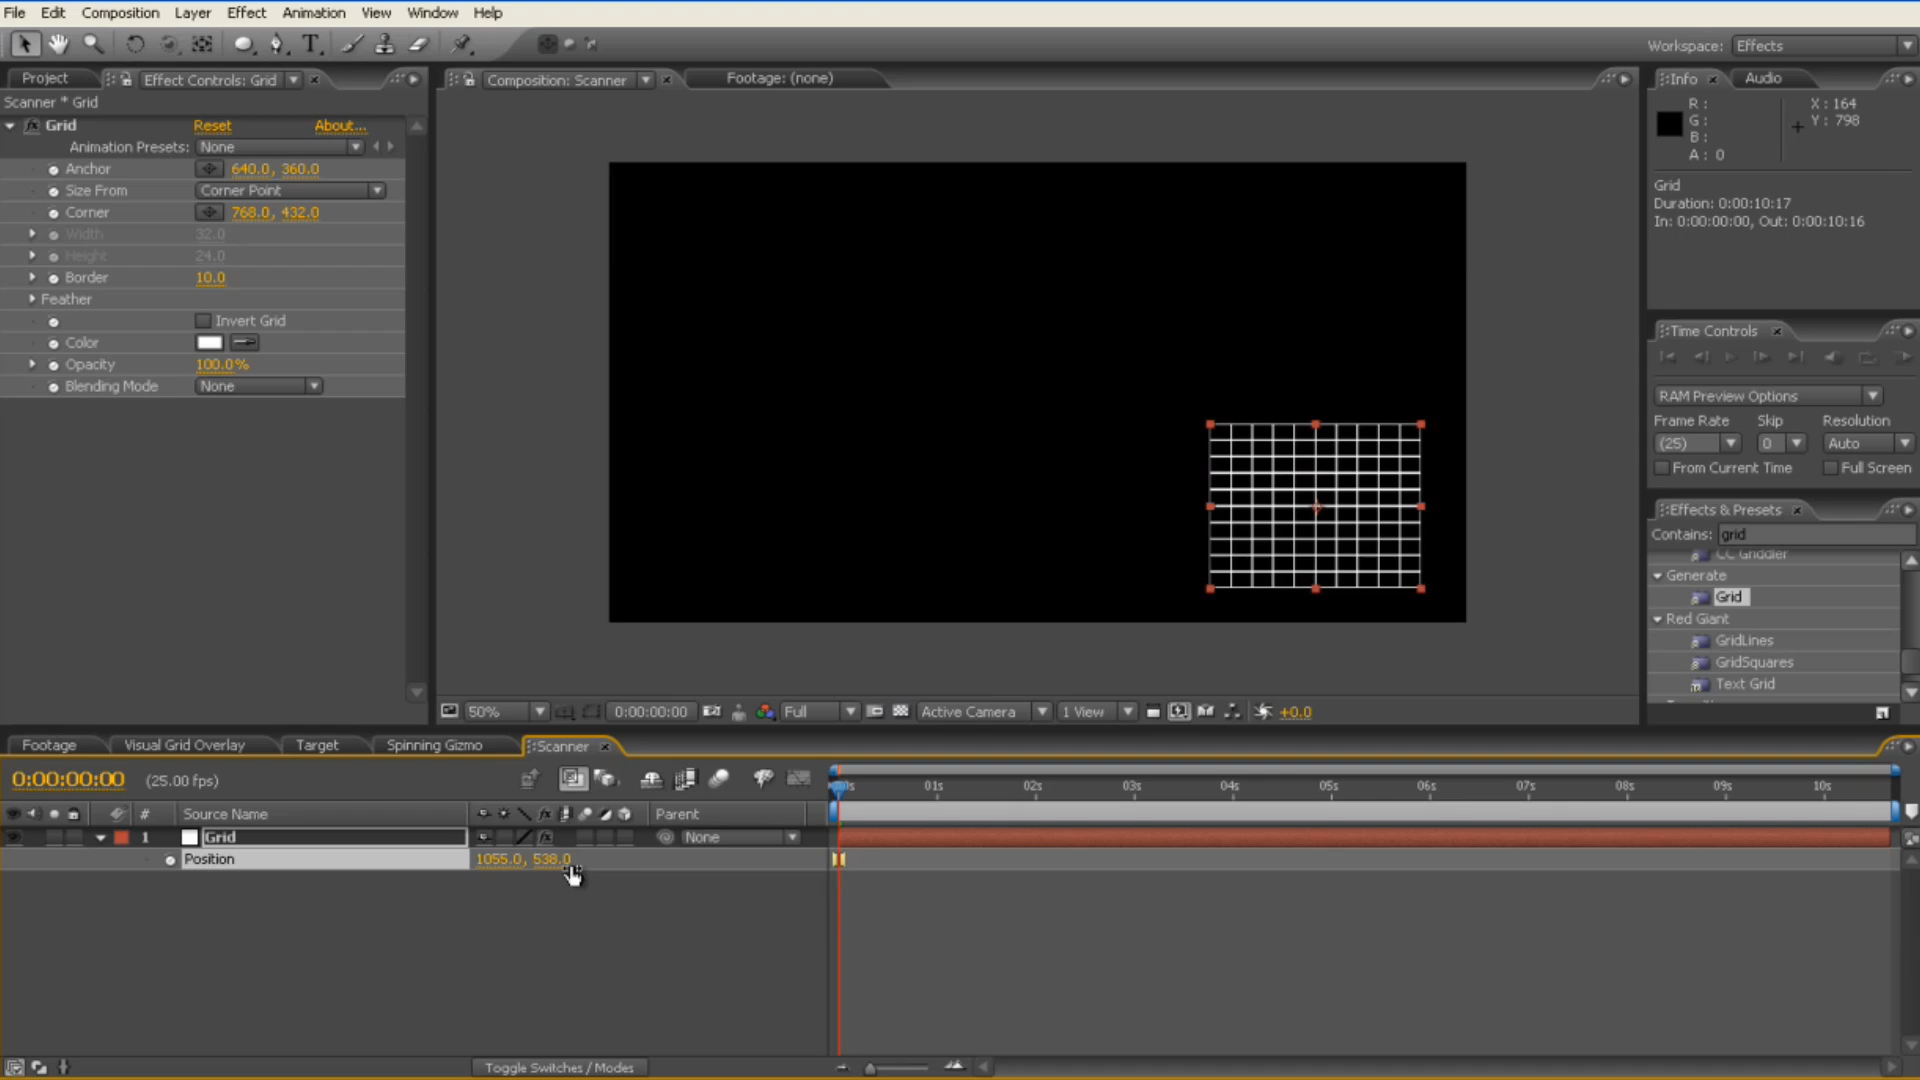 File Edit Composition Layer Effect Animation View Window Help
Workspace: Effects
Project
Effect Controls: Grid
Composition: Scanner
Footage: (none)
Info
Audio
Scanner * Grid
Grid Reset About...
Animation Presets: None
Anchor 640.0, 360.0
Size From Corner Point
Corner 768.0, 432.0
Width 32.0
Height 24.0
Border 10.0
Feather
Invert Grid
Color
Opacity 100.0%
Blending Mode None
R :
G :
B :
A : 0
X : 164
Y : 798
Grid
Duration: 0:00:10:17
In: 0:00:00:00, Out: 0:00:10:16
Time Controls
RAM Preview Options
Frame Rate Skip Resolution
(25) 0 Auto
From Current Time Full Screen
Effects & Presets
Contains: grid
CC Griddler
Generate
Grid
Red Giant
GridLines
GridSquares
Text Grid
50% 0:00:00:00 Full Active Camera 1 View +0.0
Footage Visual Grid Overlay Target Spinning Gizmo Scanner
0:00:00:00 (25.00 fps)
01s 02s 03s 04s 05s 06s 07s 08s 09s 10s
# Source Name Parent
1 Grid None
Position 1055.0, 538.0
Toggle Switches / Modes